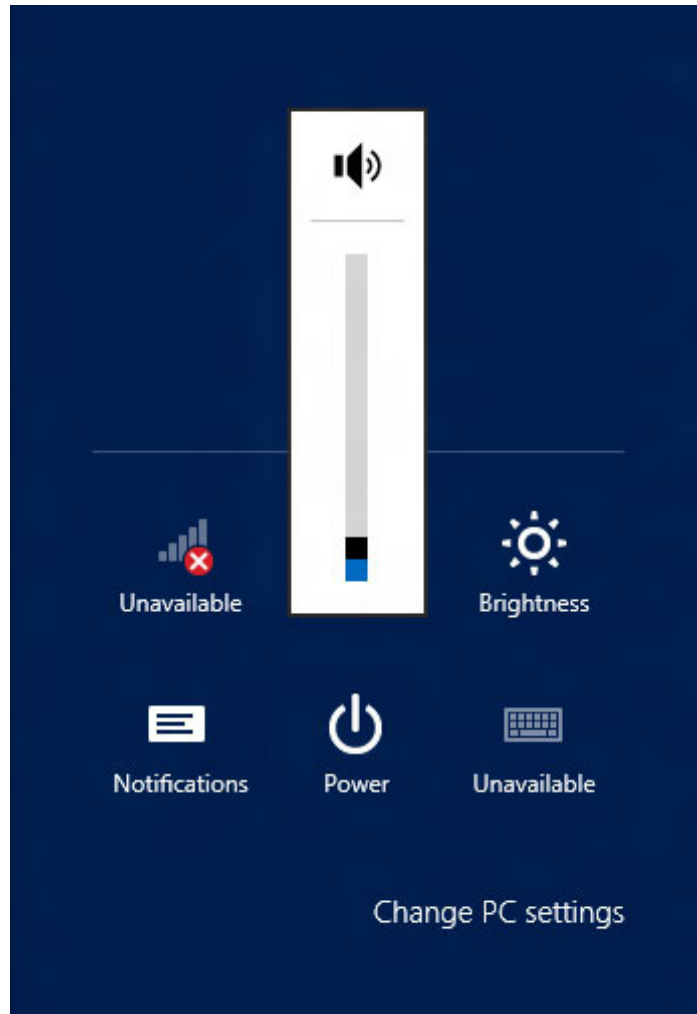 Unavailable
Brightness
Notifications
Power
Unavailable
Change PC settings